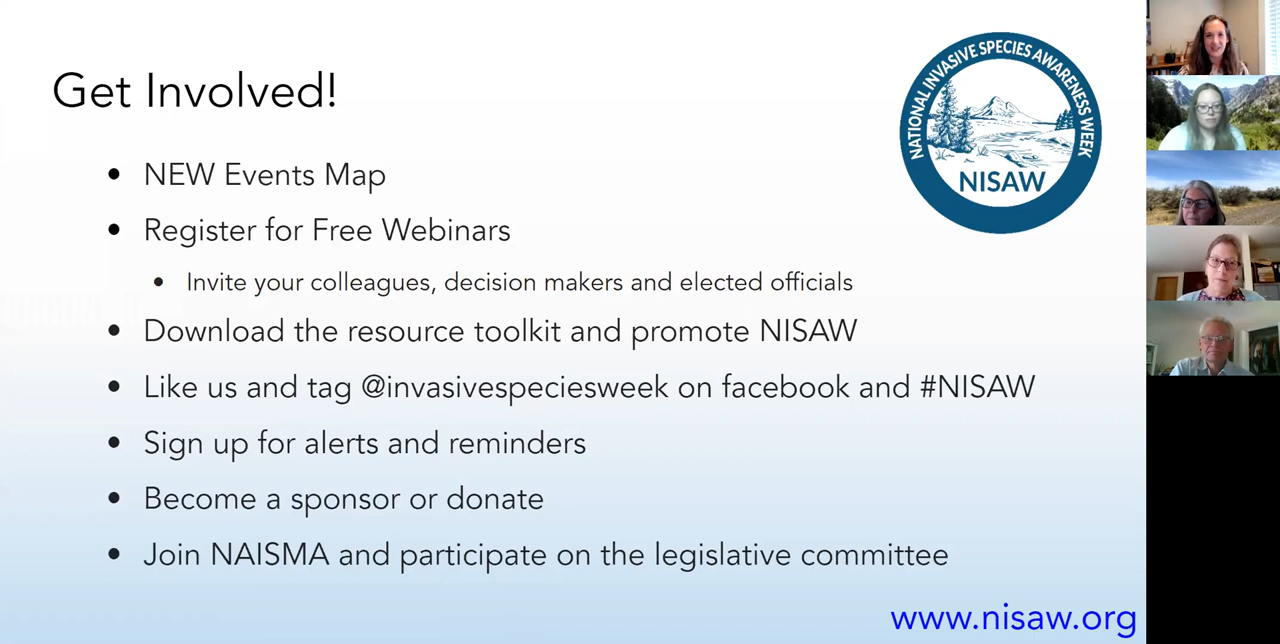 Get Involved!
NATIONAL INVASIVE SPECIES AWARENESS WEEK
NISAW
• NEW Events Map
• Register for Free Webinars
• Invite your colleagues, decision makers and elected officials
• Download the resource toolkit and promote NISAW
• Like us and tag @invasivespeciesweek on facebook and #NISAW
• Sign up for alerts and reminders
• Become a sponsor or donate
• Join NAISMA and participate on the legislative committee
www.nisaw.org